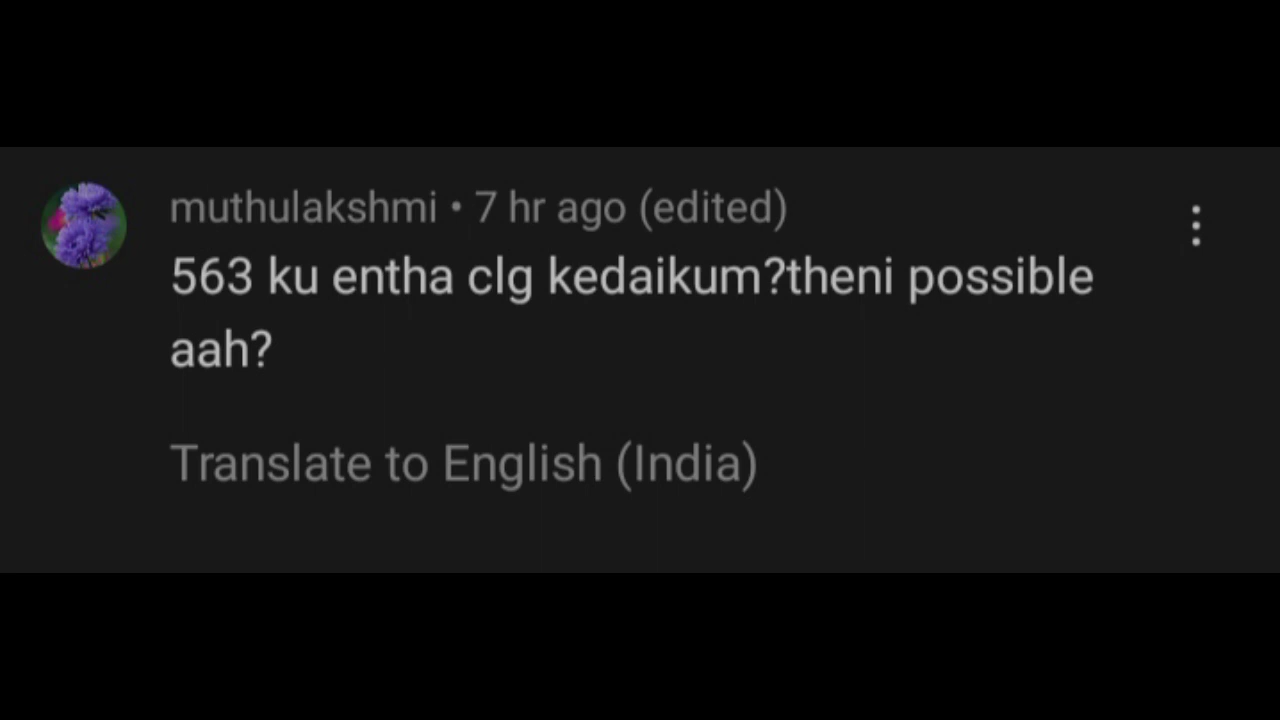 muthulakshmi • 7 hr ago (edited)
563 ku entha clg kedaikum?theni possible
aah?
Translate to English (India)